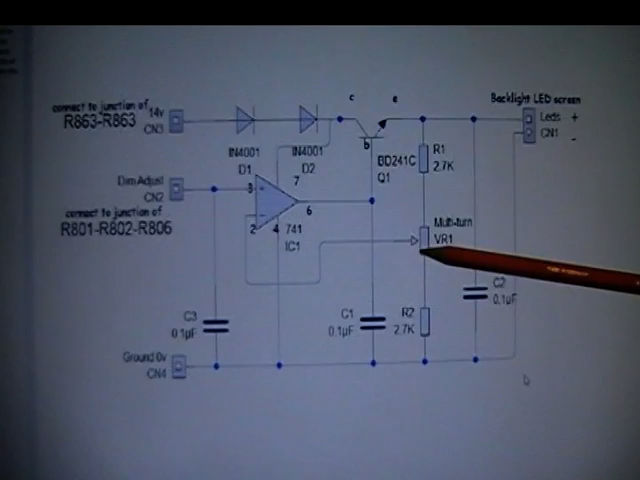 connect to junction of
R863-R863
14v
CN3
c
e
Backlight LED screen
Leds +
CN1 -
IN4001
D1
IN4001
D2
b
BD241C
Q1
R1
2.7K
Dim Adjust
CN2
3
7
6
2
4
741
IC1
connect to junction of
R801-R802-R806
Multi-turn
VR1
C2
0.1µF
C3
0.1µF
C1
0.1µF
R2
2.7K
Ground 0v
CN4